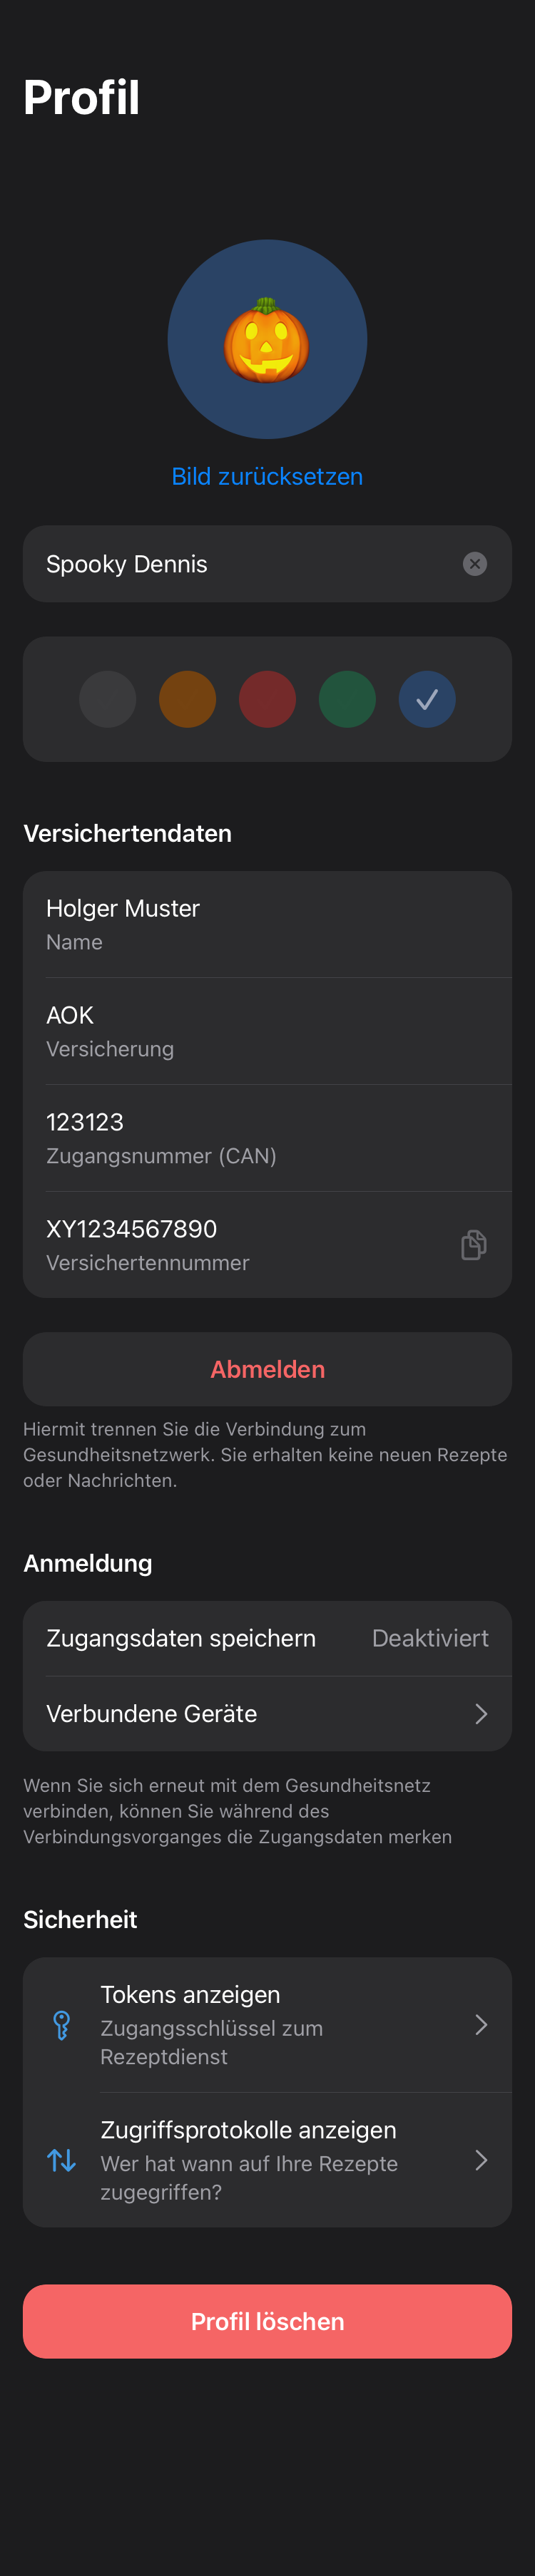 Profil
Bild zurücksetzen
Spooky Dennis
Versichertendaten
Holger Muster
Name
AOK
Versicherung
123123
Zugangsnummer (CAN)
XY1234567890
Versichertennummer
Abmelden
Hiermit trennen Sie die Verbindung zum
Gesundheitsnetzwerk. Sie erhalten keine neuen Rezepte
oder Nachrichten.
Anmeldung
Zugangsdaten speichern Deaktiviert
Verbundene Geräte
Wenn Sie sich erneut mit dem Gesundheitsnetz
verbinden, können Sie während des
Verbindungsvorganges die Zugangsdaten merken
Sicherheit
Tokens anzeigen
Zugangsschlüssel zum
Rezeptdienst
Zugriffsprotokolle anzeigen
Wer hat wann auf Ihre Rezepte
zugegriffen?
Profil löschen